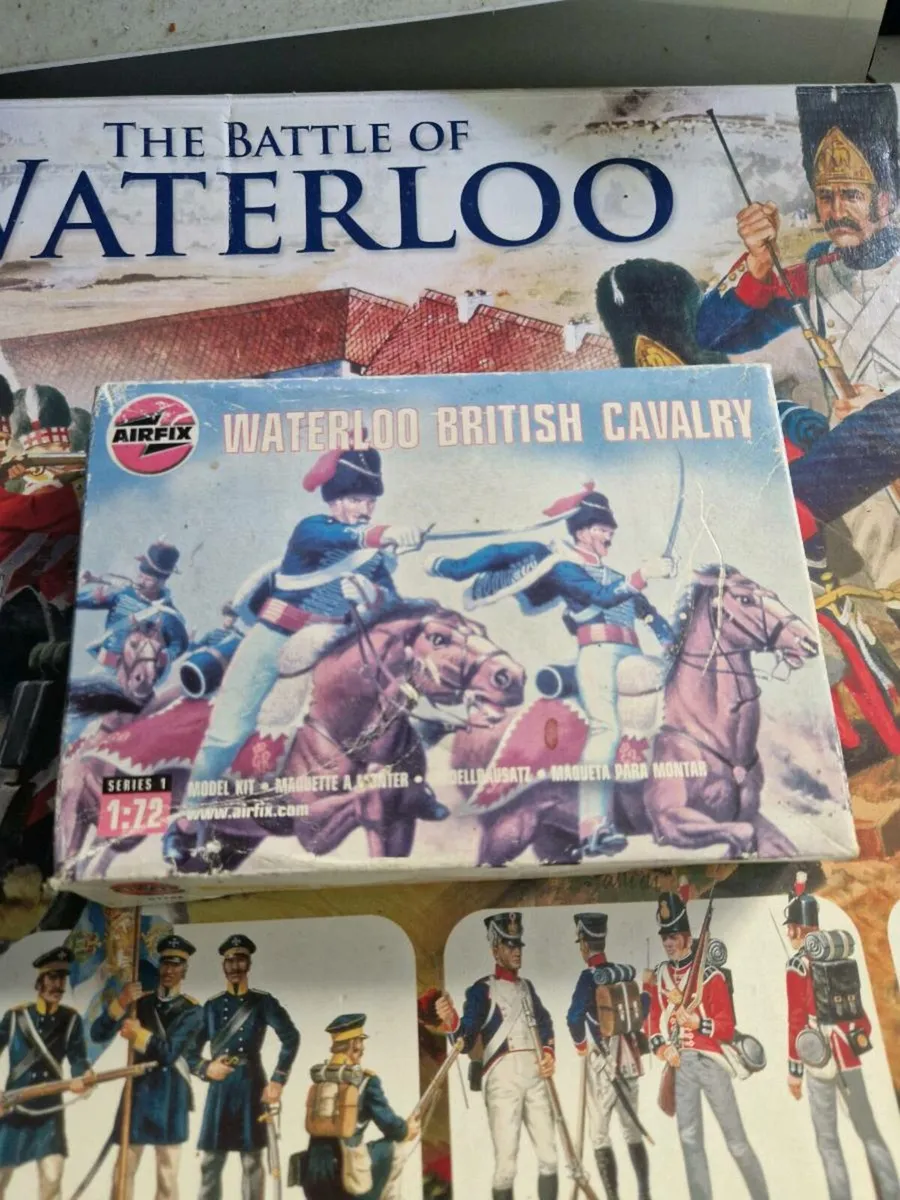 THE BATTLE OF
WATERLOO
AIRFIX
WATERLOO BRITISH CAVALRY
SERIES 1
1:72
MODEL KIT • MAQUETTE A MONTER • MODELLBAUSATZ • MAQUETA PARA MONTAR
www.airfix.com